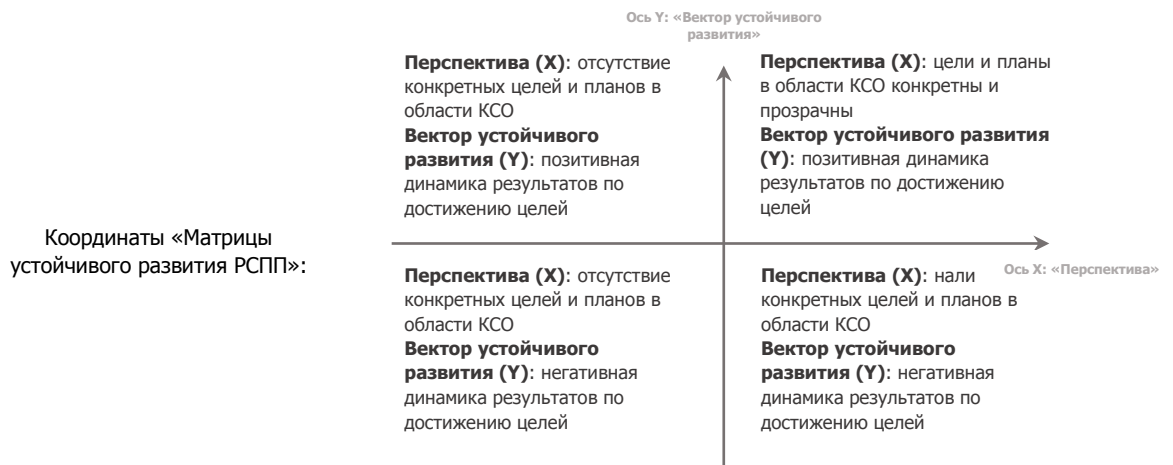 Ось Y: «Вектор устойчивого
развития»
Перспектива (X): отсутствие
конкретных целей и планов в
области КСО
Вектор устойчивого
развития (Y): позитивная
динамика результатов по
достижению целей
Перспектива (X): цели и планы
в области КСО конкретны и
прозрачны
Вектор устойчивого развития
(Y): позитивная динамика
результатов по достижению
целей
Координаты «Матрицы
устойчивого развития РСПП»:
Ось X: «Перспектива»
Перспектива (X): отсутствие
конкретных целей и планов в
области КСО
Вектор устойчивого
развития (Y): негативная
динамика результатов по
достижению целей
Перспектива (X): нали
конкретных целей и планов в
области КСО
Вектор устойчивого
развития (Y): негативная
динамика результатов по
достижению целей